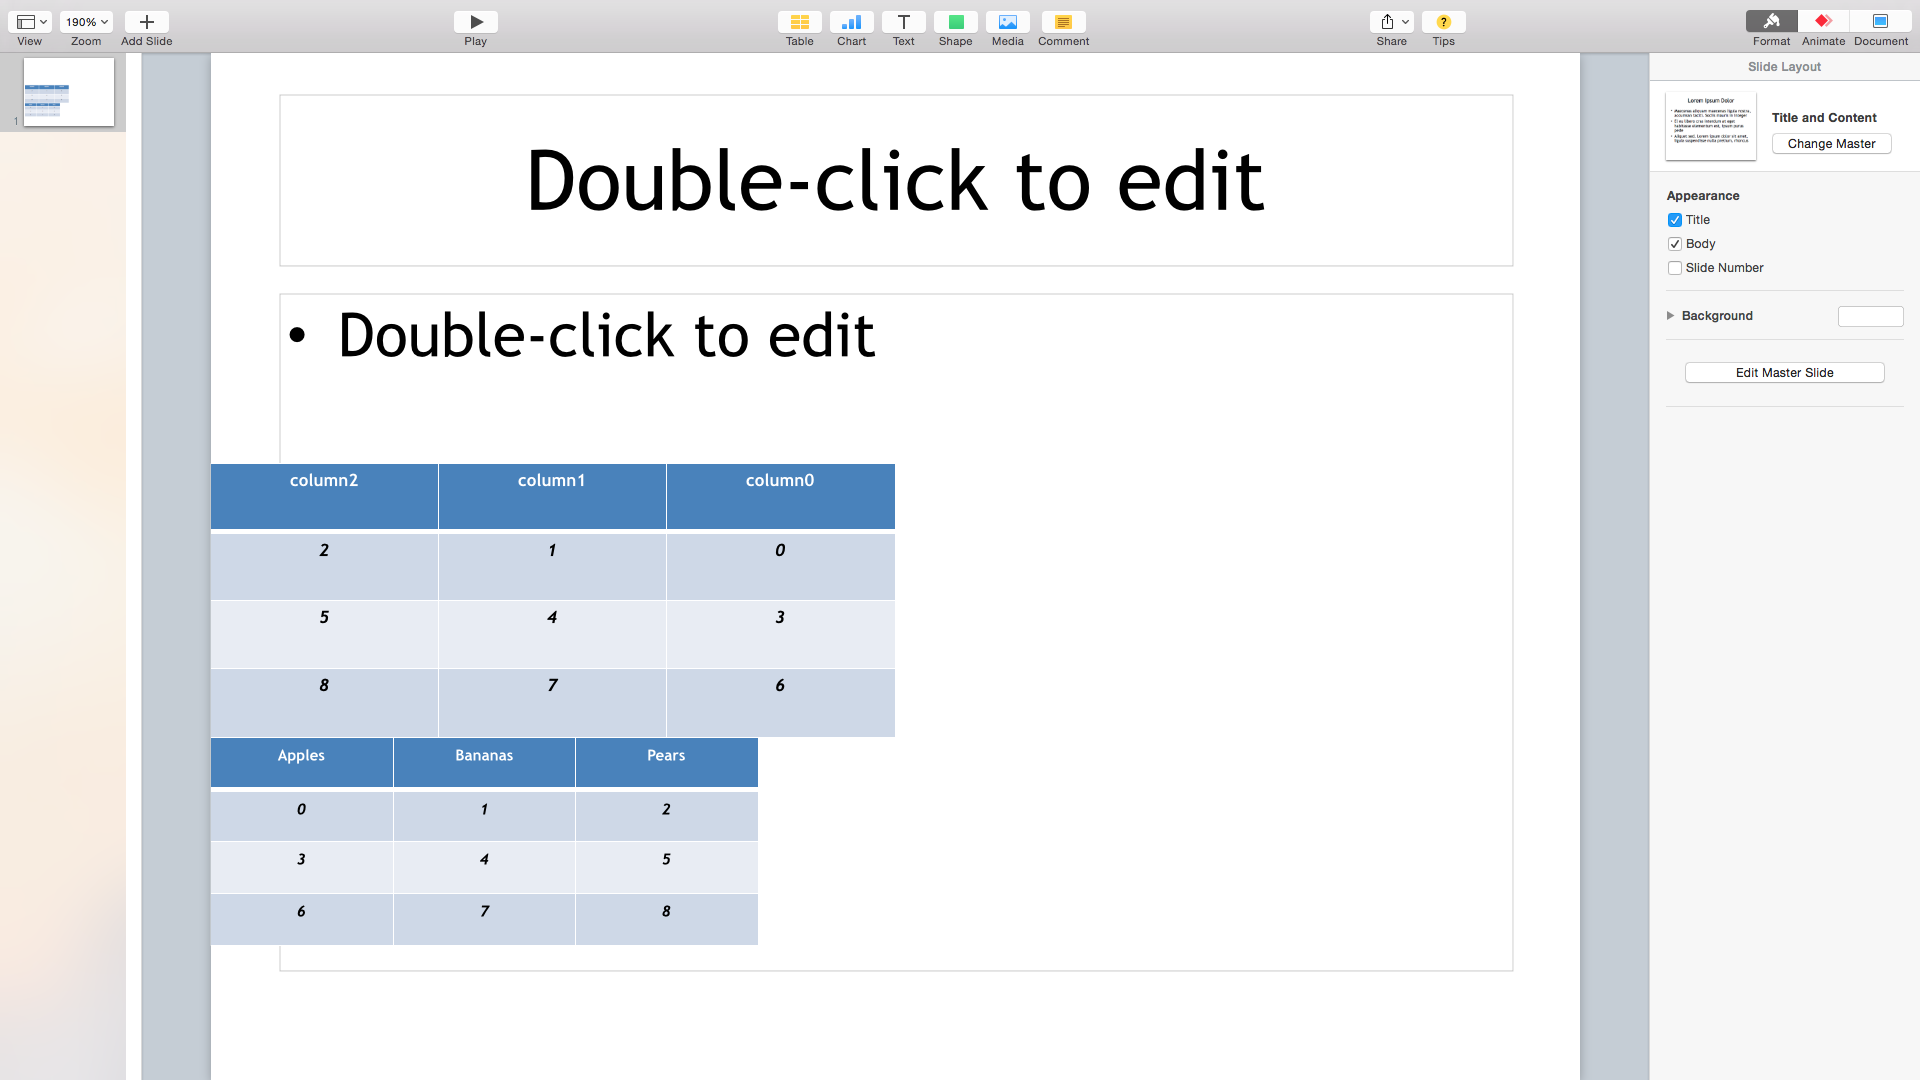 190%
View
Zoom
Add Slide
Play
Table
Chart
Text
Shape
Media
Comment
Share
Tips
Format
Animate
Document
1
Double-click to edit
• Double-click to edit
column2 column1 column0
2 1 0
5 4 3
8 7 6
Apples Bananas Pears
0 1 2
3 4 5
6 7 8
Slide Layout
Lorem Ipsum Dolor
Title and Content
Change Master
Appearance
Title
Body
Slide Number
Background
Edit Master Slide